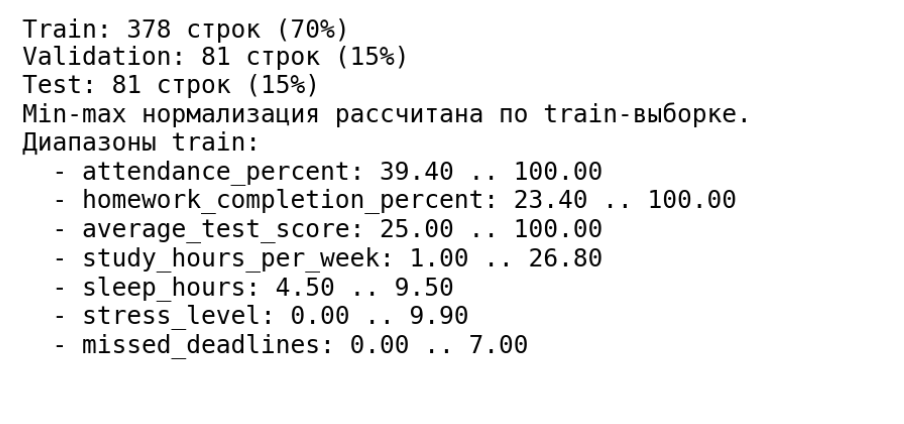 Train: 378 строк (70%)
Validation: 81 строк (15%)
Test: 81 строк (15%)
Min-max нормализация рассчитана по train-выборке.
Диапазоны train:
- attendance_percent: 39.40 .. 100.00
- homework_completion_percent: 23.40 .. 100.00
- average_test_score: 25.00 .. 100.00
- study_hours_per_week: 1.00 .. 26.80
- sleep_hours: 4.50 .. 9.50
- stress_level: 0.00 .. 9.90
- missed_deadlines: 0.00 .. 7.00